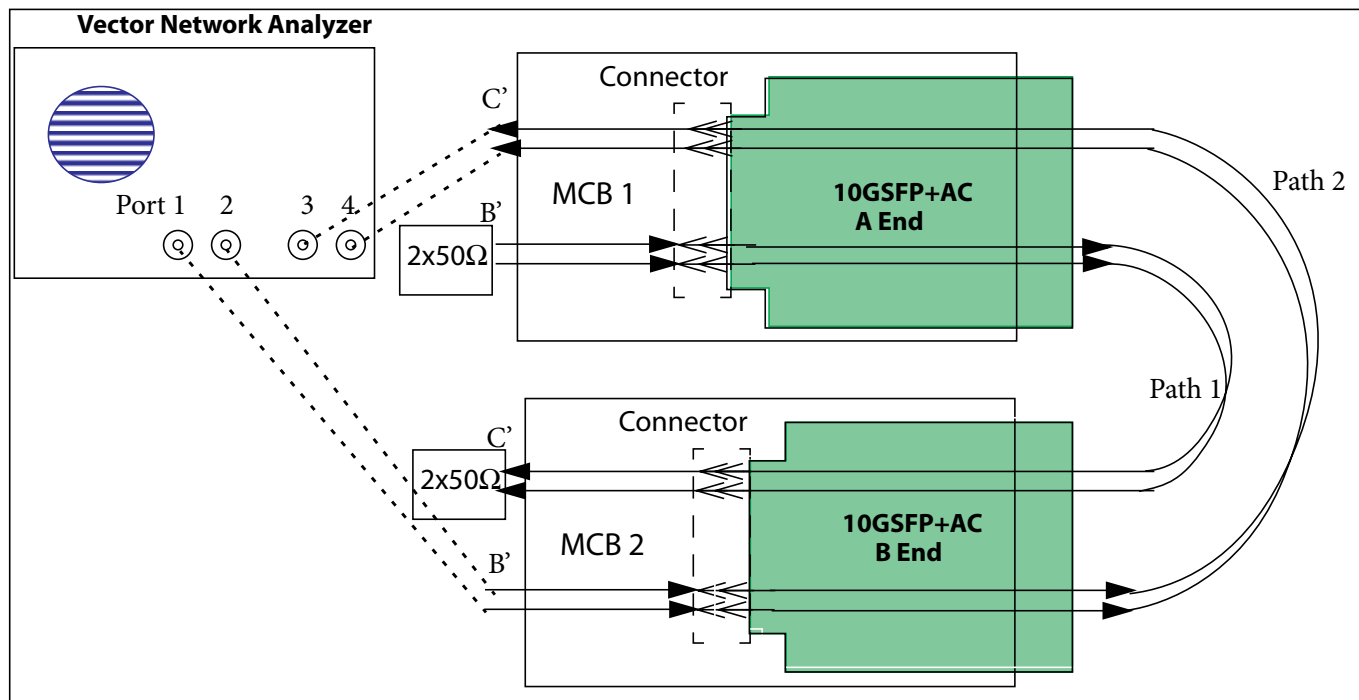 Vector Network Analyzer
Port 1 2 3 4
C’
B’
2x50Ω
Connector
MCB 1
10GSFP+AC
A End
Path 2
Path 1
C’
2x50Ω
B’
Connector
MCB 2
10GSFP+AC
B End